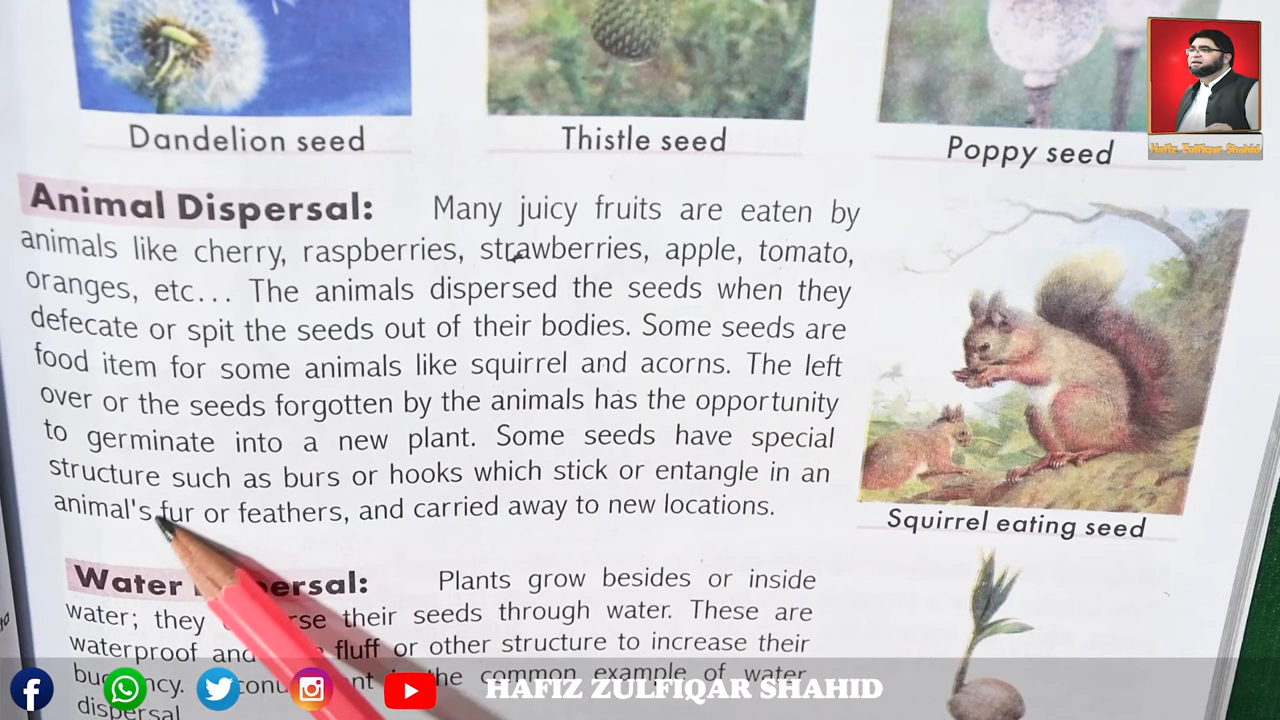 Dandelion seed
Thistle seed
Poppy seed
Hafiz Zulfiqar Shahid
Animal Dispersal: Many juicy fruits are eaten by
animals like cherry, raspberries, strawberries, apple, tomato,
oranges, etc... The animals dispersed the seeds when they
defecate or spit the seeds out of their bodies. Some seeds are
food item for some animals like squirrel and acorns. The left
over or the seeds forgotten by the animals has the opportunity
to germinate into a new plant. Some seeds have special
structure such as burs or hooks which stick or entangle in an
animal's fur or feathers, and carried away to new locations.
Squirrel eating seed
Water ersal: Plants grow besides or inside
water; they their seeds through water. These are
waterproof and fluff or other structure to increase their
the common example of water
dispersal
HAFIZ ZULFIQAR SHAHID